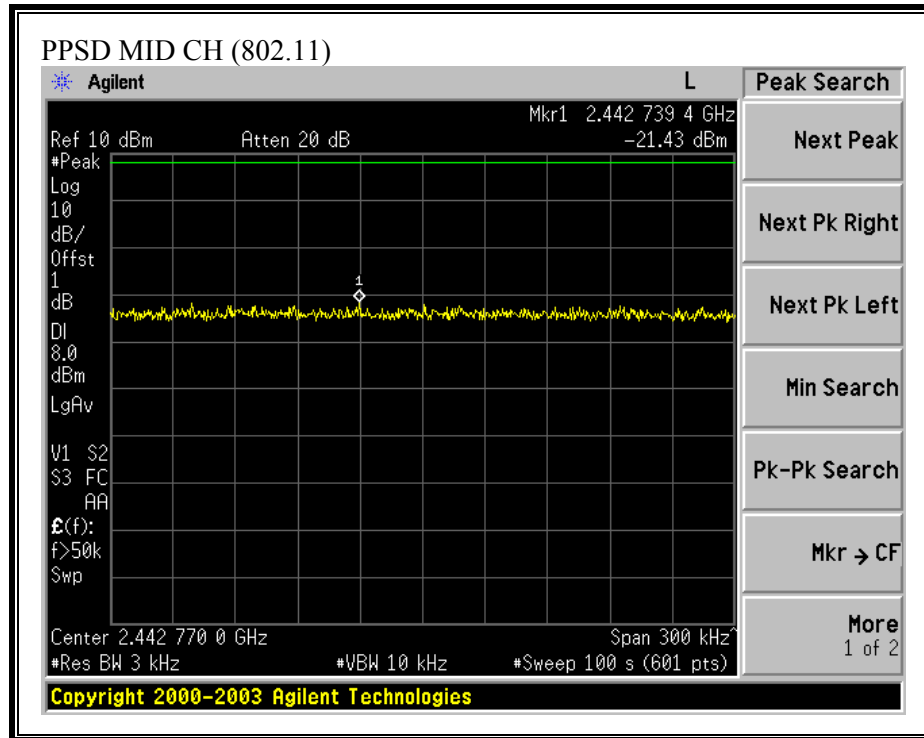 PPSD MID CH (802.11)
Agilent
L
Peak Search
Mkr1 2.442 739 4 GHz
Ref 10 dBm
Atten 20 dB
-21.43 dBm
Next Peak
#Peak
Log
10
dB/
Offst
1
dB
DI
8.0
dBm
LgAv
V1 S2
S3 FC
AA
£(f):
f>50k
Swp
1
Next Pk Right
Next Pk Left
Min Search
Pk-Pk Search
Mkr → CF
More
1 of 2
Center 2.442 770 0 GHz
Span 300 kHz^
#Res BW 3 kHz
#VBW 10 kHz
#Sweep 100 s (601 pts)
Copyright 2000-2003 Agilent Technologies